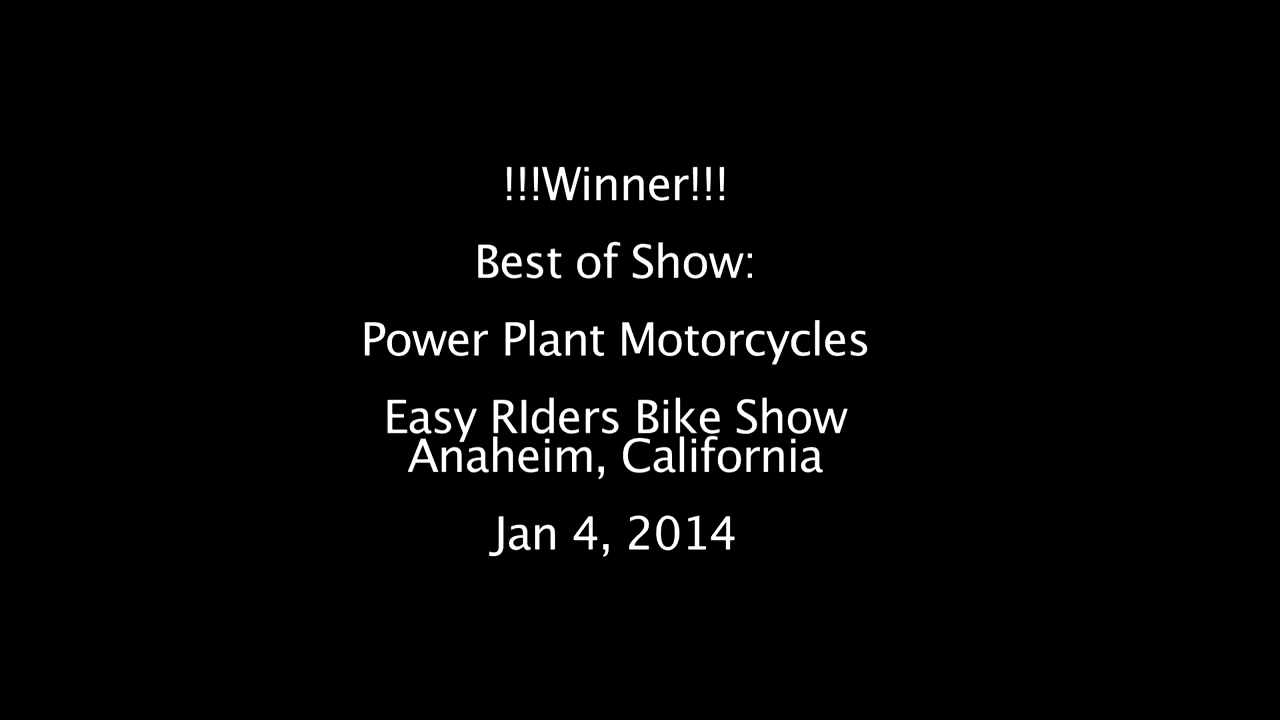 !!!Winner!!!
Best of Show:
Power Plant Motorcycles
Easy RIders Bike Show
Anaheim, California
Jan 4, 2014